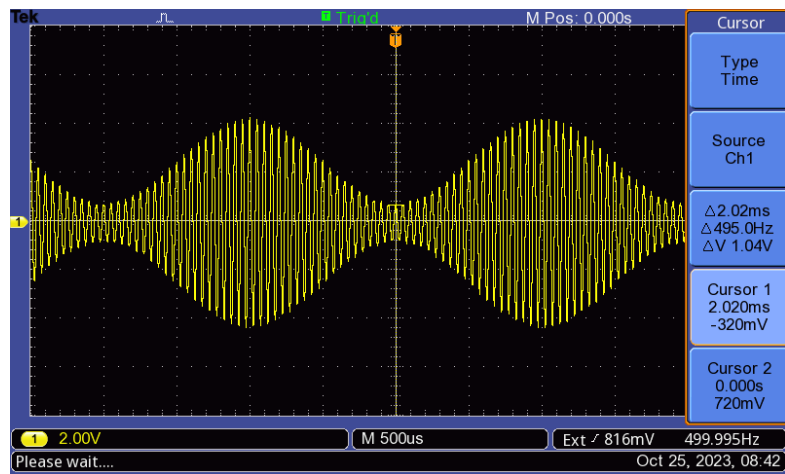 Tek
T Trig'd
M Pos: 0.000s
T
1
Cursor
Type
Time
Source
Ch1
△2.02ms
△495.0Hz
△V 1.04V
Cursor 1
2.020ms
-320mV
Cursor 2
0.000s
720mV
1 2.00V
M 500us
Ext / 816mV
499.995Hz
Please wait....
Oct 25, 2023, 08:42